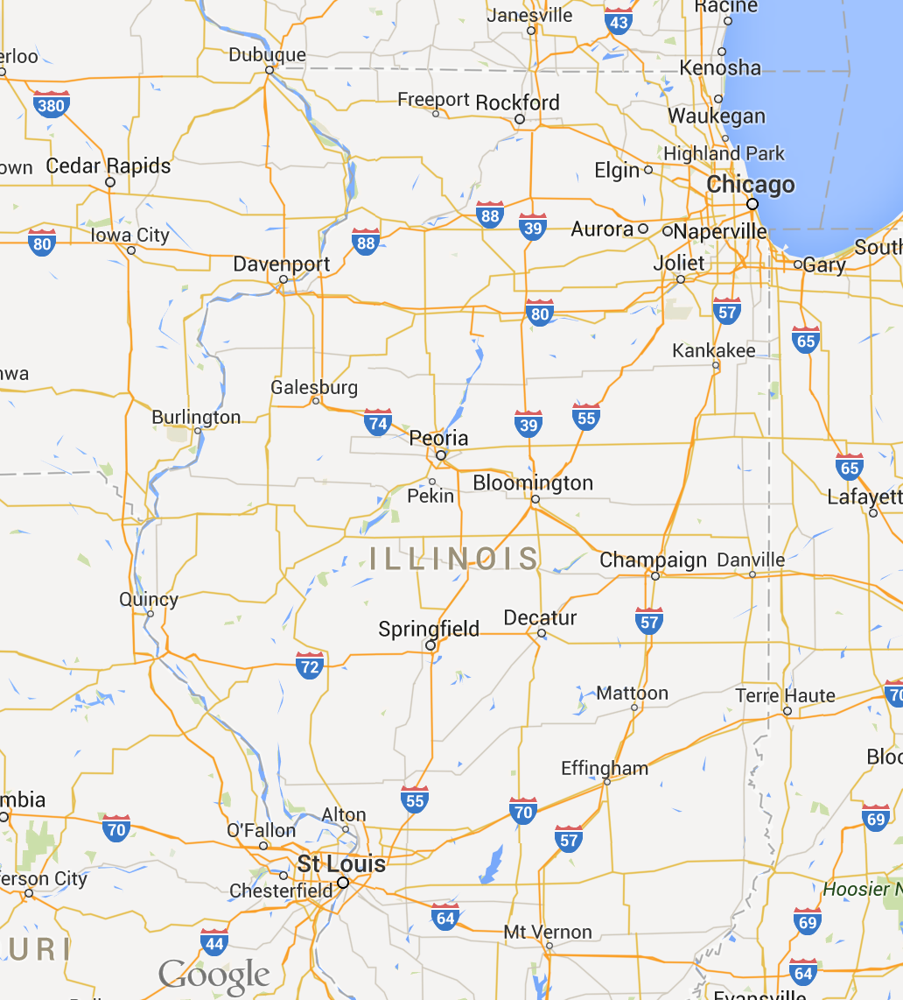 Janesville
43
Racine
erloo
Dubuque
Kenosha
380
Freeport
Rockford
Waukegan
Highland Park
own
Cedar Rapids
Elgin
Chicago
88
39
80
Iowa City
88
Aurora
Naperville
South
Davenport
Joliet
Gary
80
57
65
Kankakee
nwa
Galesburg
Burlington
74
39
55
Peoria
65
Pekin
Bloomington
Lafayett
ILLINOIS
Champaign
Danville
Quincy
Springfield
Decatur
57
72
Mattoon
Terre Haute
70
Effingham
Bloc
mbia
55
70
Alton
69
70
O'Fallon
57
St Louis
ferson City
Chesterfield
Hoosier N
64
69
44
Mt Vernon
URI
Google
64
Evansville